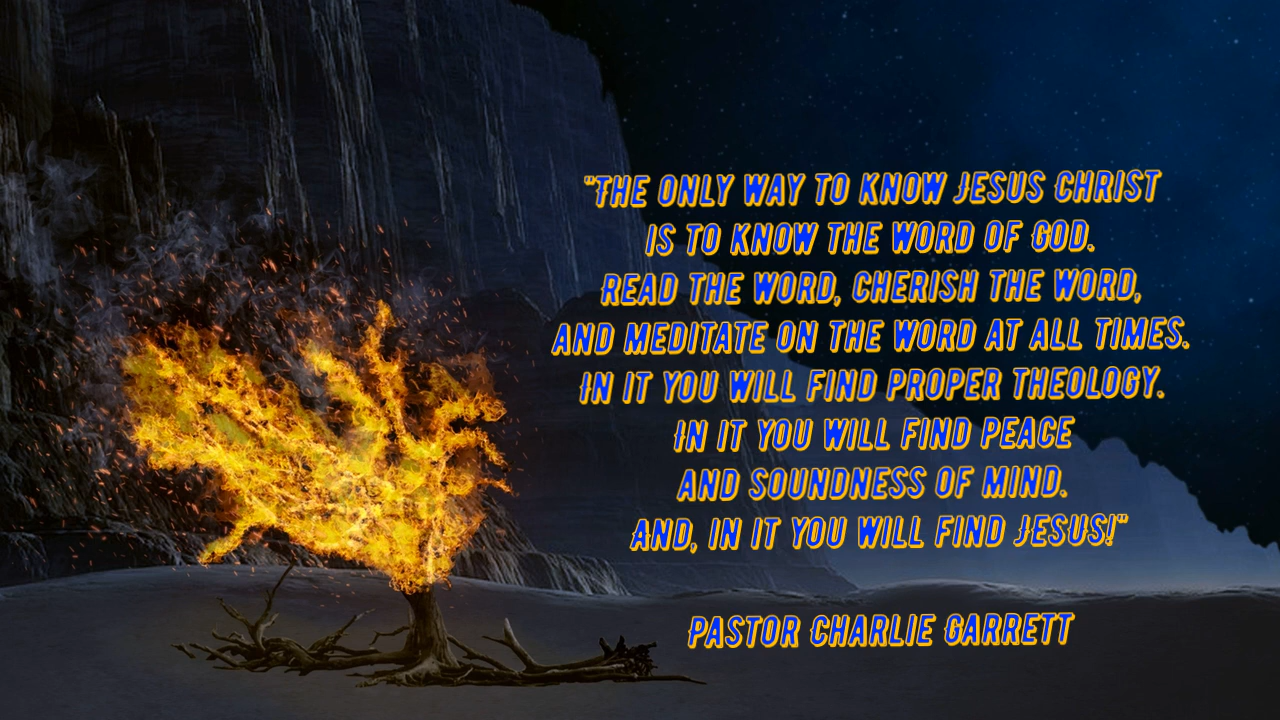 "The only way to know Jesus Christ
is to know the word of God.
Read the word, cherish the word,
and meditate on the word at all times.
In it you will find proper theology.
In it you will find peace
and soundness of mind.
And, in it you will find Jesus!"
Pastor Charlie Garrett